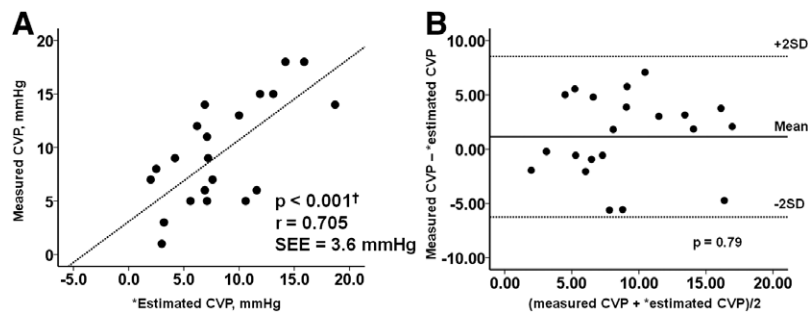 A
Measured CVP, mmHg
20
15
10
5
0
-5.0
0.0
5.0
10.0
15.0
20.0
*Estimated CVP, mmHg
p < 0.001†
r = 0.705
SEE = 3.6 mmHg
B
Measured CVP – *estimated CVP
10.00
5.00
0.00
-5.00
-10.00
+2SD
Mean
-2SD
p = 0.79
0.00
5.00
10.00
15.00
20.00
(measured CVP + *estimated CVP)/2